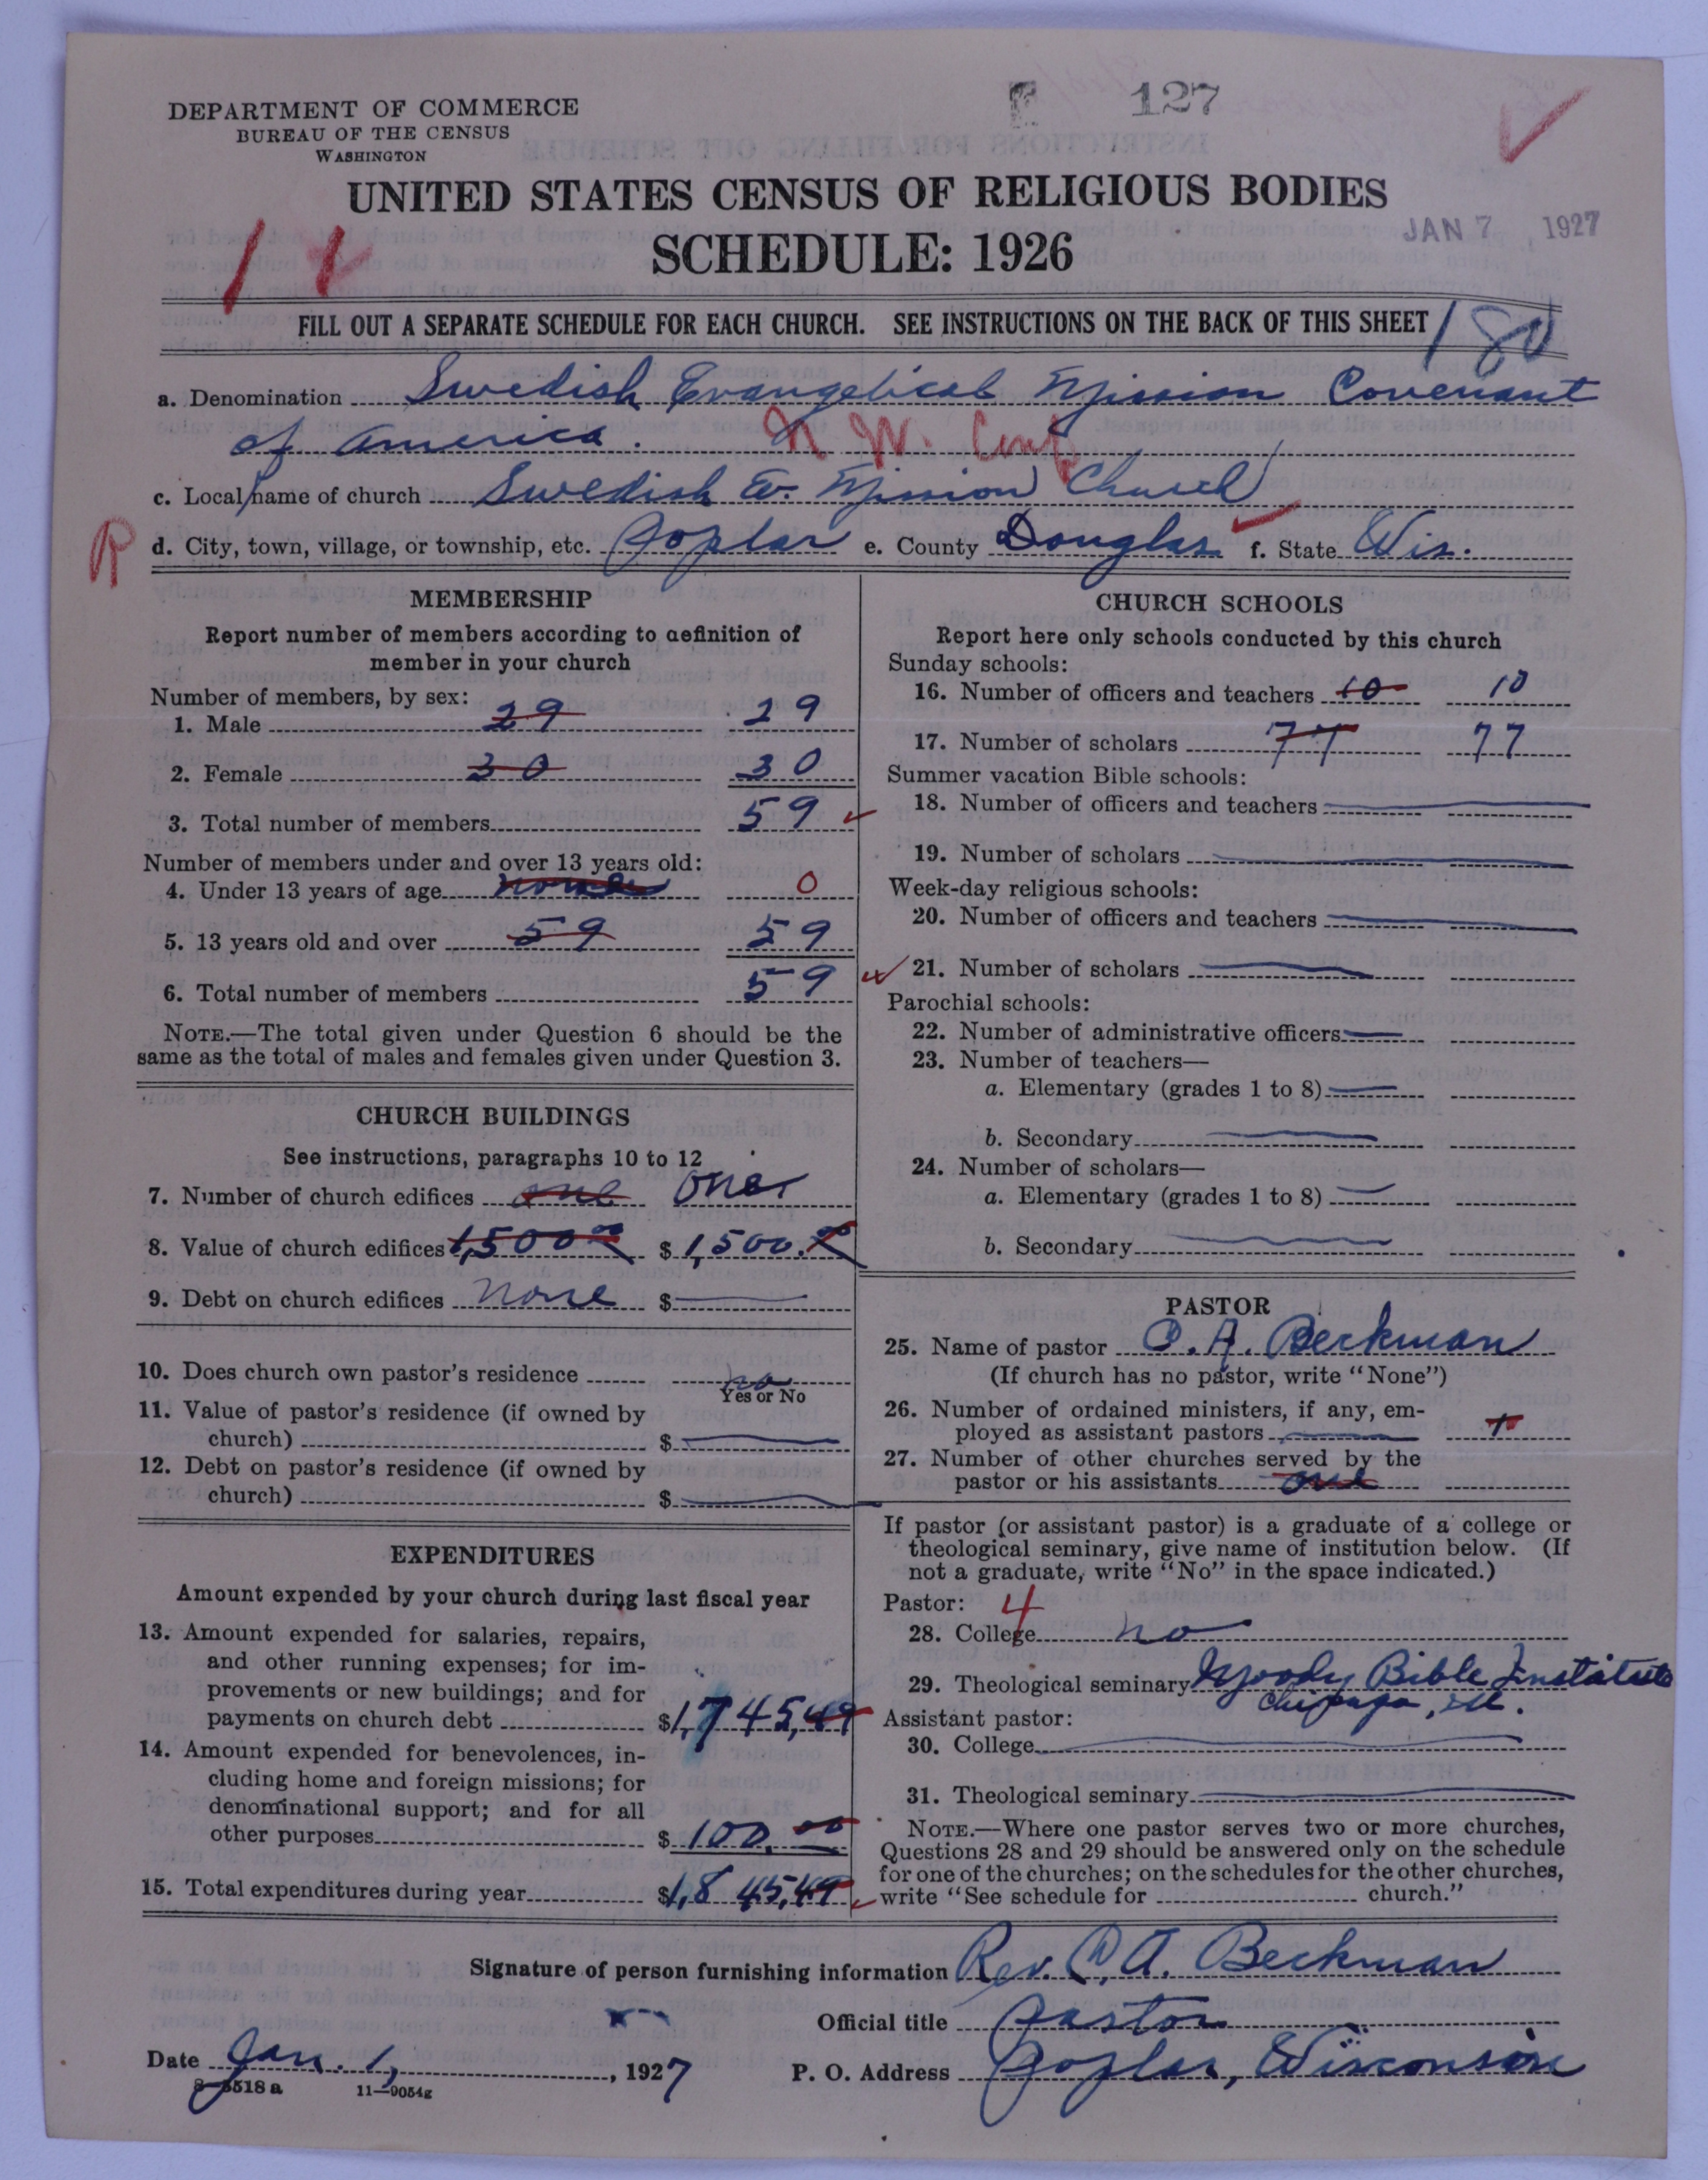 127
DEPARTMENT OF COMMERCE
BUREAU OF THE CENSUS
WASHINGTON
UNITED STATES CENSUS OF RELIGIOUS BODIES
JAN 7, 1927
SCHEDULE: 1926
FILL OUT A SEPARATE SCHEDULE FOR EACH CHURCH. SEE INSTRUCTIONS ON THE BACK OF THIS SHEET
180
a. Denomination Swedish Evangelical Mission Covenant
of America. N. W. Conf
c. Local name of church Swedish Ev. Mission Church
R
d. City, town, village, or township, etc. Poplar e. County Douglas f. State Wis.
MEMBERSHIP
Report number of members according to definition of
member in your church
Number of members, by sex:
1. Male 29 29
2. Female 30 30
3. Total number of members 59
Number of members under and over 13 years old:
4. Under 13 years of age none 0
5. 13 years old and over 59 59
6. Total number of members 59
NOTE.—The total given under Question 6 should be the
same as the total of males and females given under Question 3.
CHURCH BUILDINGS
See instructions, paragraphs 10 to 12
7. Number of church edifices one one
8. Value of church edifices 1,500 00 $ 1,500.
9. Debt on church edifices none $
10. Does church own pastor's residence no
Yes or No
11. Value of pastor's residence (if owned by
church) $
12. Debt on pastor's residence (if owned by
church) $
EXPENDITURES
Amount expended by your church during last fiscal year
13. Amount expended for salaries, repairs,
and other running expenses; for im-
provements or new buildings; and for
payments on church debt $1,745,49
14. Amount expended for benevolences, in-
cluding home and foreign missions; for
denominational support; and for all
other purposes $ 100.00
15. Total expenditures during year $1,845,49
CHURCH SCHOOLS
Report here only schools conducted by this church
Sunday schools:
16. Number of officers and teachers 10 10
17. Number of scholars 77 77
Summer vacation Bible schools:
18. Number of officers and teachers
19. Number of scholars
Week-day religious schools:
20. Number of officers and teachers
21. Number of scholars
Parochial schools:
22. Number of administrative officers
23. Number of teachers—
a. Elementary (grades 1 to 8)
b. Secondary
24. Number of scholars—
a. Elementary (grades 1 to 8)
b. Secondary
PASTOR
25. Name of pastor C. A. Beckman
(If church has no pastor, write "None")
26. Number of ordained ministers, if any, em-
ployed as assistant pastors 1
27. Number of other churches served by the
pastor or his assistants one
If pastor (or assistant pastor) is a graduate of a college or
theological seminary, give name of institution below. (If
not a graduate, write "No" in the space indicated.)
Pastor: 4
28. College no
29. Theological seminary Moody Bible Institute
Chicago, Ill.
Assistant pastor:
30. College
31. Theological seminary
NOTE.—Where one pastor serves two or more churches,
Questions 28 and 29 should be answered only on the schedule
for one of the churches; on the schedules for the other churches,
write "See schedule for church."
Signature of person furnishing information Rev. C. A. Beckman
Official title Pastor
Date Jan. 1, 1927 P. O. Address Poplar, Wisconsin
8-5518 a 11—9054g